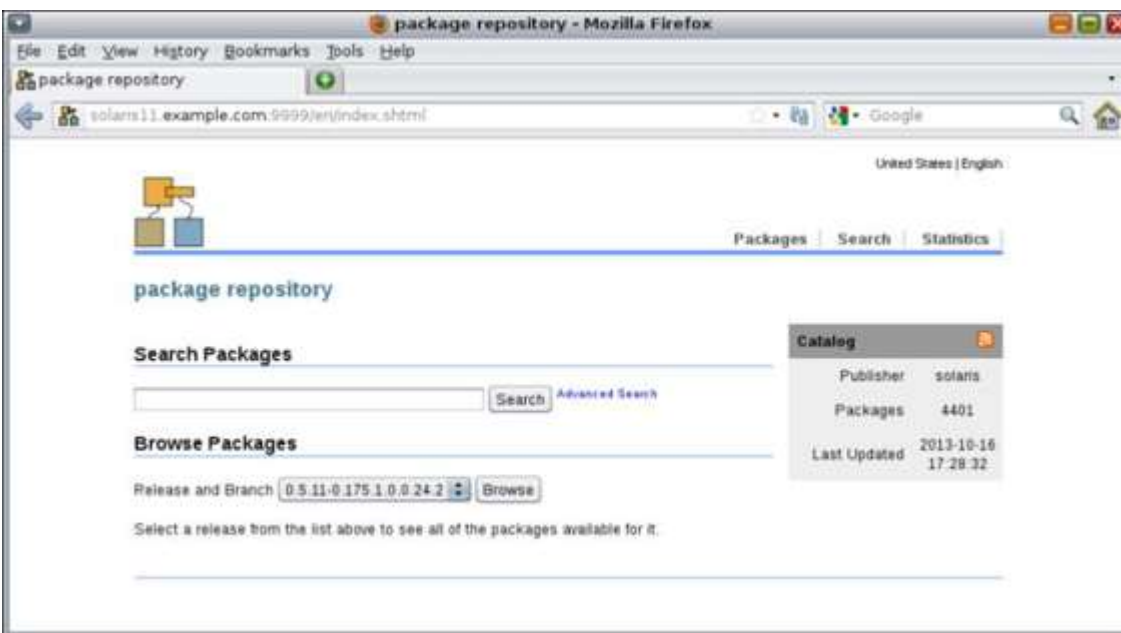 package repository - Mozilla Firefox
File Edit View History Bookmarks Tools Help
package repository
solaris11.example.com:9999/en/index.shtml
Google
United States | English
Packages Search Statistics
package repository
Search Packages
Search Advanced Search
Browse Packages
Release and Branch 0.5.11-0.175.1.0.0.24.2 Browse
Select a release from the list above to see all of the packages available for it.
Catalog
Publisher solaris
Packages 4401
Last Updated 2013-10-16
17:28:32